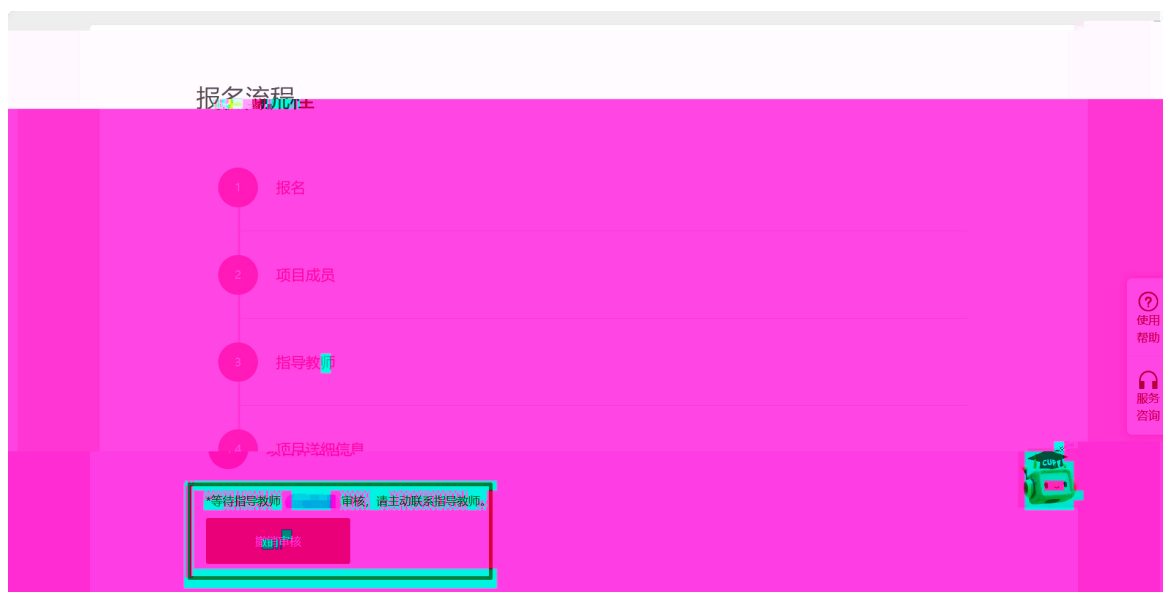 报名流程
1 报名
2 项目成员
3 指导教师
4 项目详细信息
使用
帮助
服务
咨询
CUPT
*等待指导教师 审核，请主动联系指导教师。
撤销审核